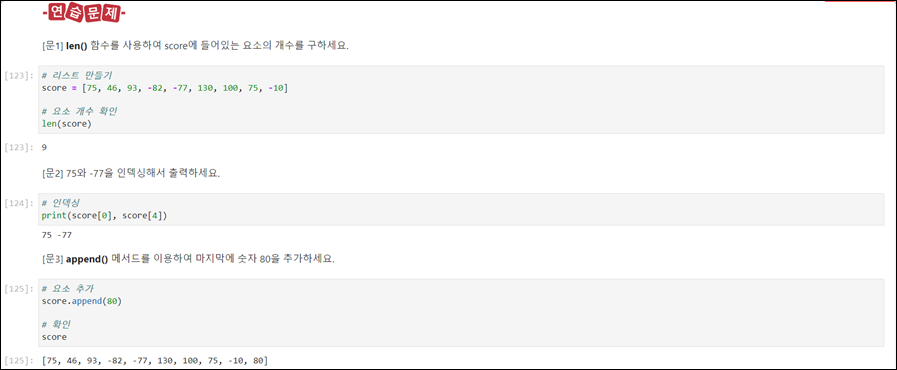 -연습문제-
[문1] len() 함수를 사용하여 score에 들어있는 요소의 개수를 구하세요.
[123]: # 리스트 만들기
score = [75, 46, 93, -82, -77, 130, 100, 75, -10]
# 요소 개수 확인
len(score)
[123]: 9
[문2] 75와 -77을 인덱싱해서 출력하세요.
[124]: # 인덱싱
print(score[0], score[4])
75 -77
[문3] append() 메서드를 이용하여 마지막에 숫자 80을 추가하세요.
[125]: # 요소 추가
score.append(80)
# 확인
score
[125]: [75, 46, 93, -82, -77, 130, 100, 75, -10, 80]